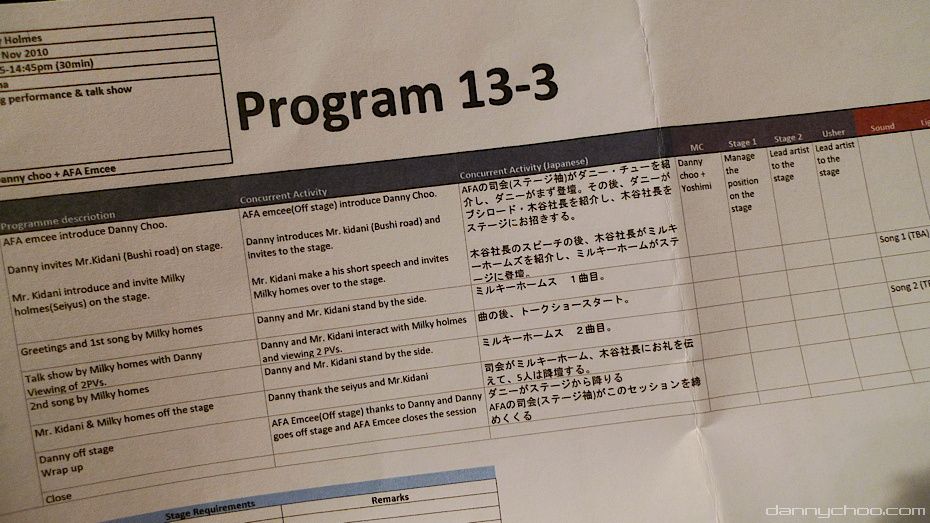 Holmes
Nov 2010
5-14:45pm (30min)
performance & talk show
Danny choo + AFA Emcee
Program 13-3
Programme description
AFA emcee introduce Danny Choo.
Danny invites Mr.Kidani (Bushi road) on stage.
Mr. Kidani introduce and invite Milky
holmes(Seiyus) on the stage.
Greetings and 1st song by Milky homes
Talk show by Milky homes with Danny
Viewing of 2PVs.
2nd song by Milky homes
Mr. Kidani & Milky homes off the stage
Danny off stage
Wrap up
Close
Concurrent Activity
AFA emcee(Off stage) introduce Danny Choo.
Danny introduces Mr. kidani (Bushi road) and
invites to the stage.
Mr. Kidani make a his short speech and invites
Milky homes over to the stage.
Danny and Mr. Kidani stand by the side.
Danny and Mr. Kidani interact with Milky homes
and viewing 2 PVs.
Danny and Mr. Kidani stand by the side.
Danny thank the seiyus and Mr.Kidani
AFA Emcee(Off stage) thanks to Danny and Danny
goes off stage and AFA Emcee closes the session
Concurrent Activity (Japanese)
AFAの司会(ステージ袖)がダニー・チューを紹
介し、ダニーがまず登壇。その後、ダニーが
ブシロード・木谷社長を紹介し、木谷社長を
ステージにお招きする。
木谷社長のスピーチの後、木谷社長がミルキ
ーホームズを紹介し、ミルキーホームがステ
ージに登壇。
ミルキーホームス 1曲目。
曲の後、トークショースタート。
ミルキーホームス 2曲目。
司会がミルキーホーム、木谷社長にお礼を伝
えて、5人は降壇する。
ダニーがステージから降りる
AFAの司会(ステージ袖)がこのセッションを締
めくくる
MC
Danny
choo +
Yoshimi
Stage 1
Manage
the
position
on the
stage
Stage 2
Lead artist
to the
stage
Usher
Lead artist
to the
stage
Sound
Song 1 (TBA)
Song 2
Stage Requirements
Remarks
dannychoo.com